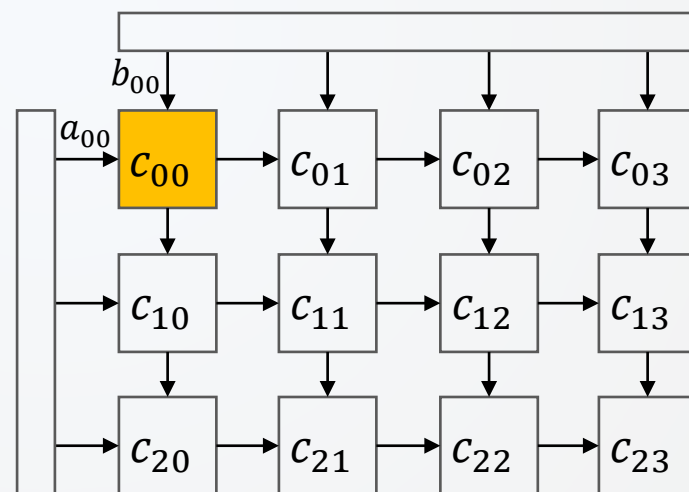 b₀₀
a₀₀
c₀₀ c₀₁ c₀₂ c₀₃
c₁₀ c₁₁ c₁₂ c₁₃
c₂₀ c₂₁ c₂₂ c₂₃